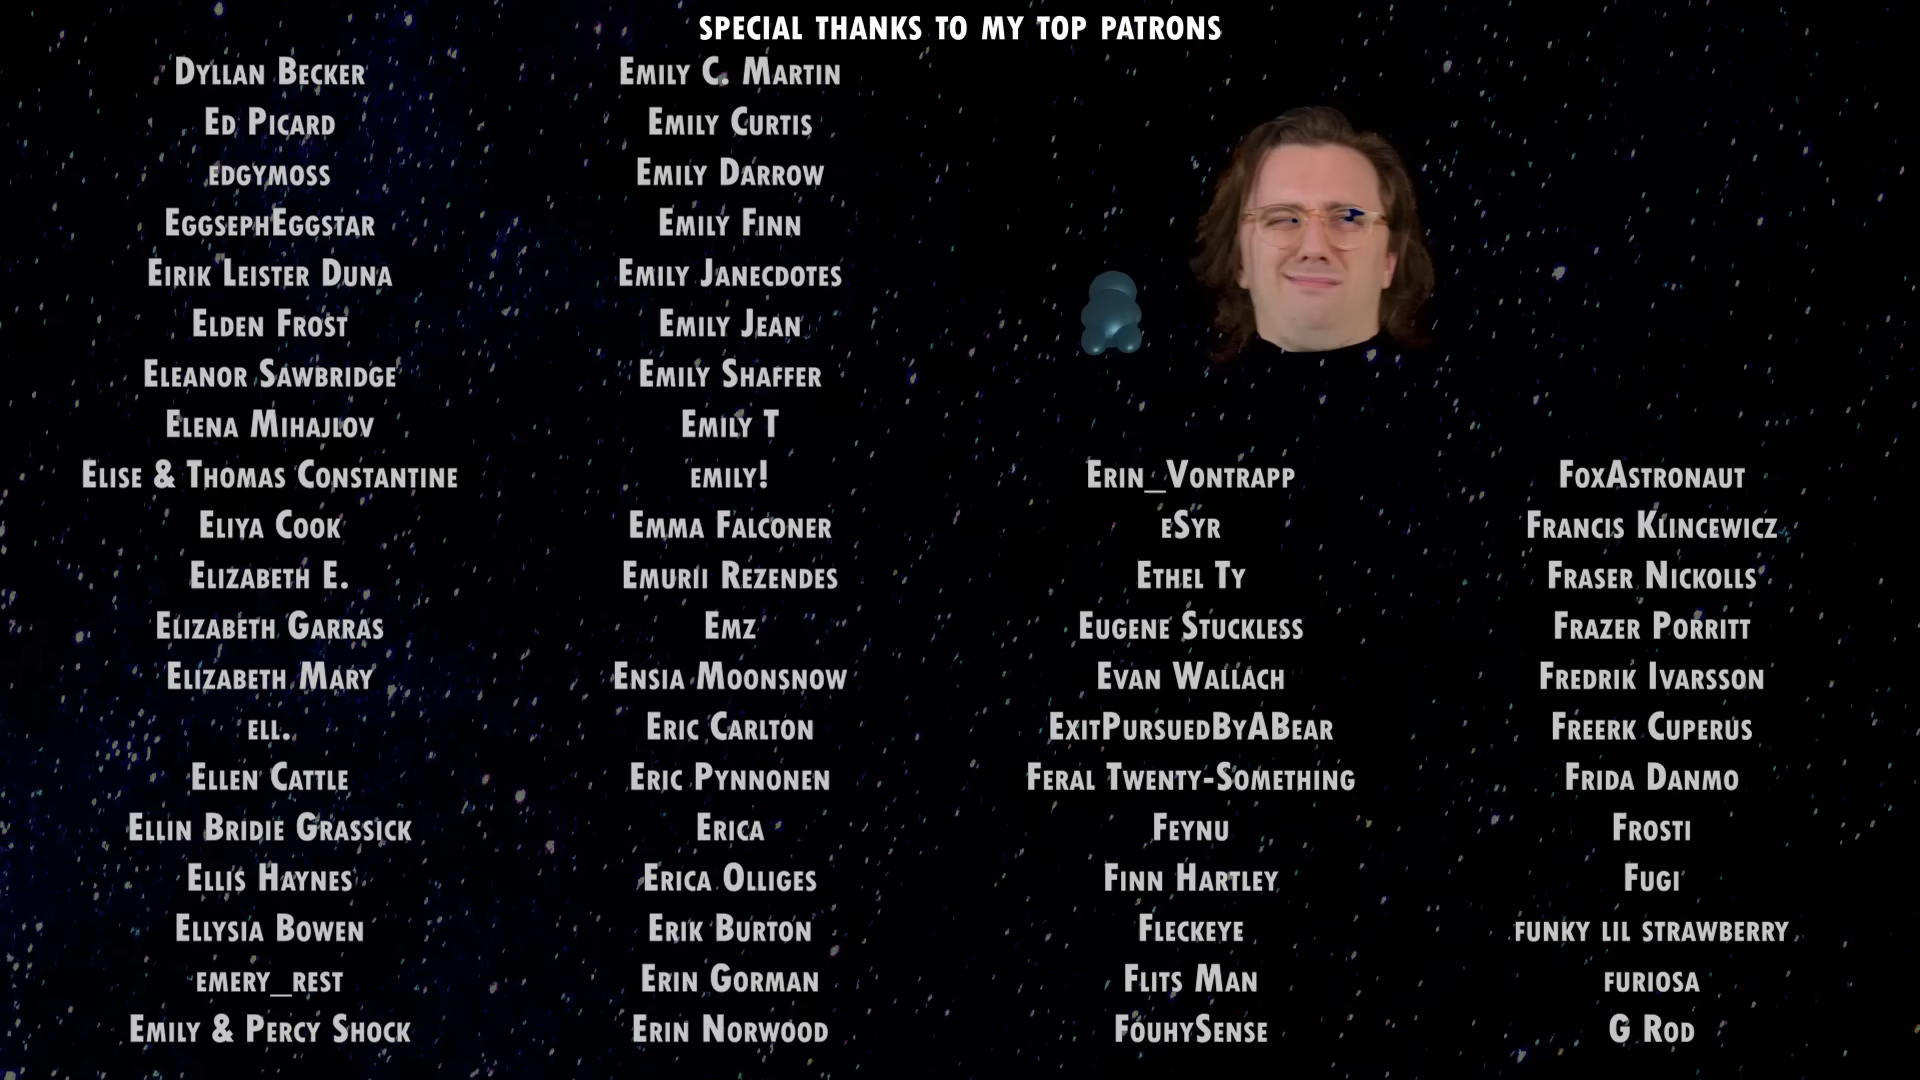 SPECIAL THANKS TO MY TOP PATRONS
Dyllan Becker
Ed Picard
edgymoss
EggsephEggstar
Eirik Leister Duna
Elden Frost
Eleanor Sawbridge
Elena Mihajlov
Elise & Thomas Constantine
Eliya Cook
Elizabeth E.
Elizabeth Garras
Elizabeth Mary
ell.
Ellen Cattle
Ellin Bridie Grassick
Ellis Haynes
Ellysia Bowen
emery_rest
Emily & Percy Shock
Emily C. Martin
Emily Curtis
Emily Darrow
Emily Finn
Emily Janecdotes
Emily Jean
Emily Shaffer
Emily T
emily!
Emma Falconer
Emurii Rezendes
Emz
Ensia Moonsnow
Eric Carlton
Eric Pynnonen
Erica
Erica Olliges
Erik Burton
Erin Gorman
Erin Norwood
Erin_Vontrapp
eSyr
Ethel Ty
Eugene Stuckless
Evan Wallach
ExitPursuedByABear
Feral Twenty-Something
Feynu
Finn Hartley
Fleckeye
Flits Man
FouhySense
FoxAstronaut
Francis Klincewicz
Fraser Nickolls
Frazer Porritt
Fredrik Ivarsson
Freerk Cuperus
Frida Danmo
Frosti
Fugi
funky lil strawberry
furiosa
G Rod